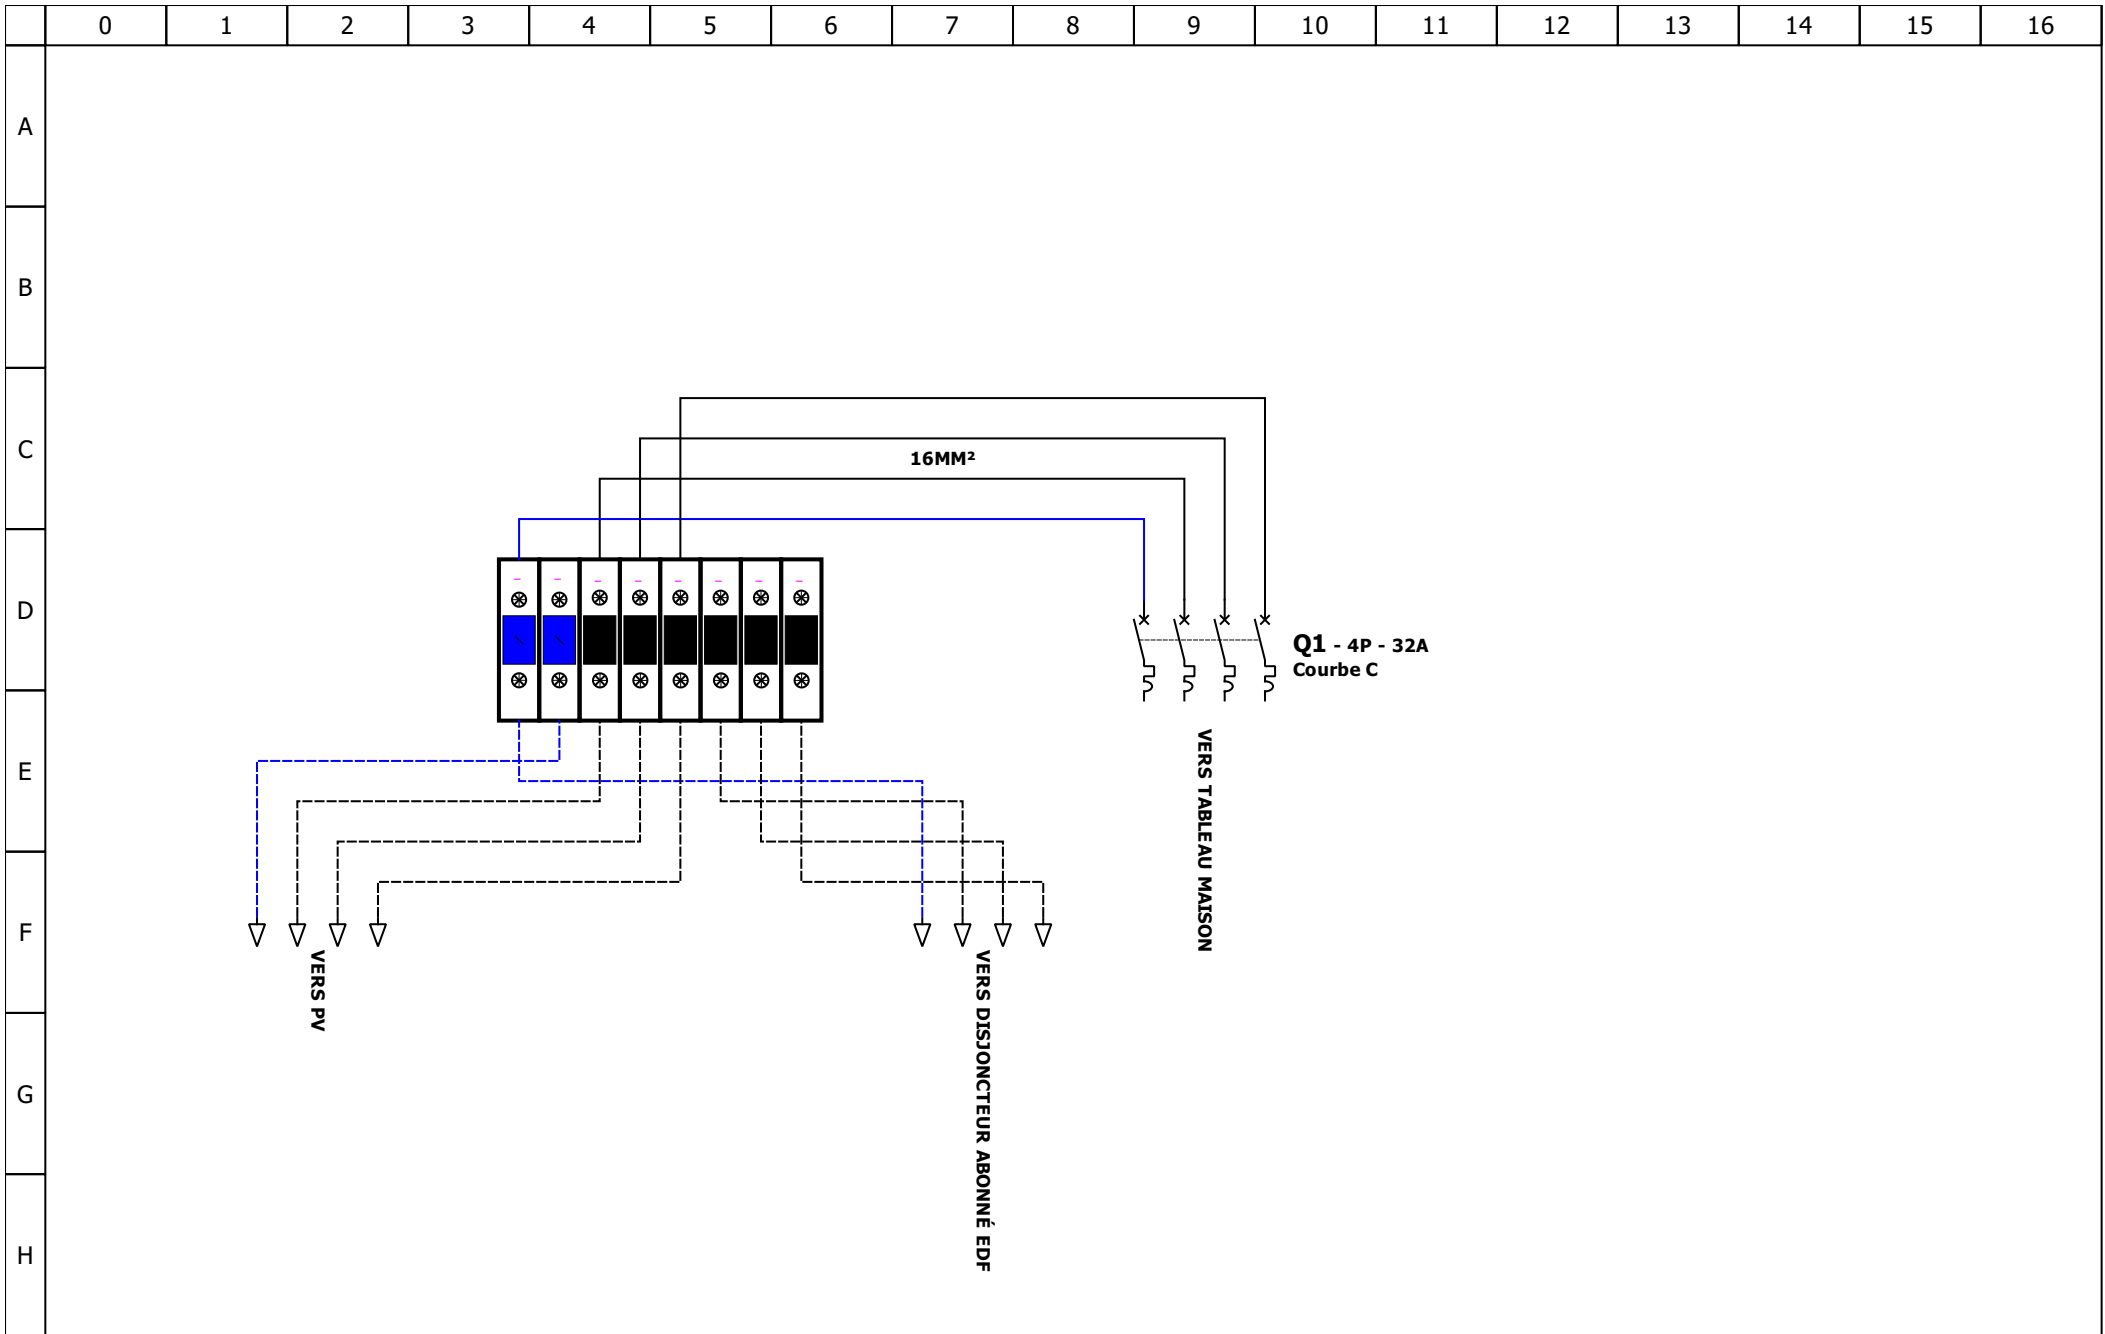 0 1 2 3 4 5 6 7 8 9 10 11 12 13 14 15 16
A
B
C
16MM²
D
Q1 - 4P - 32A
Courbe C
E
VERS TABLEAU MAISON
F
VERS PV
VERS DISJONCTEUR ABONNÉ EDF
G
H